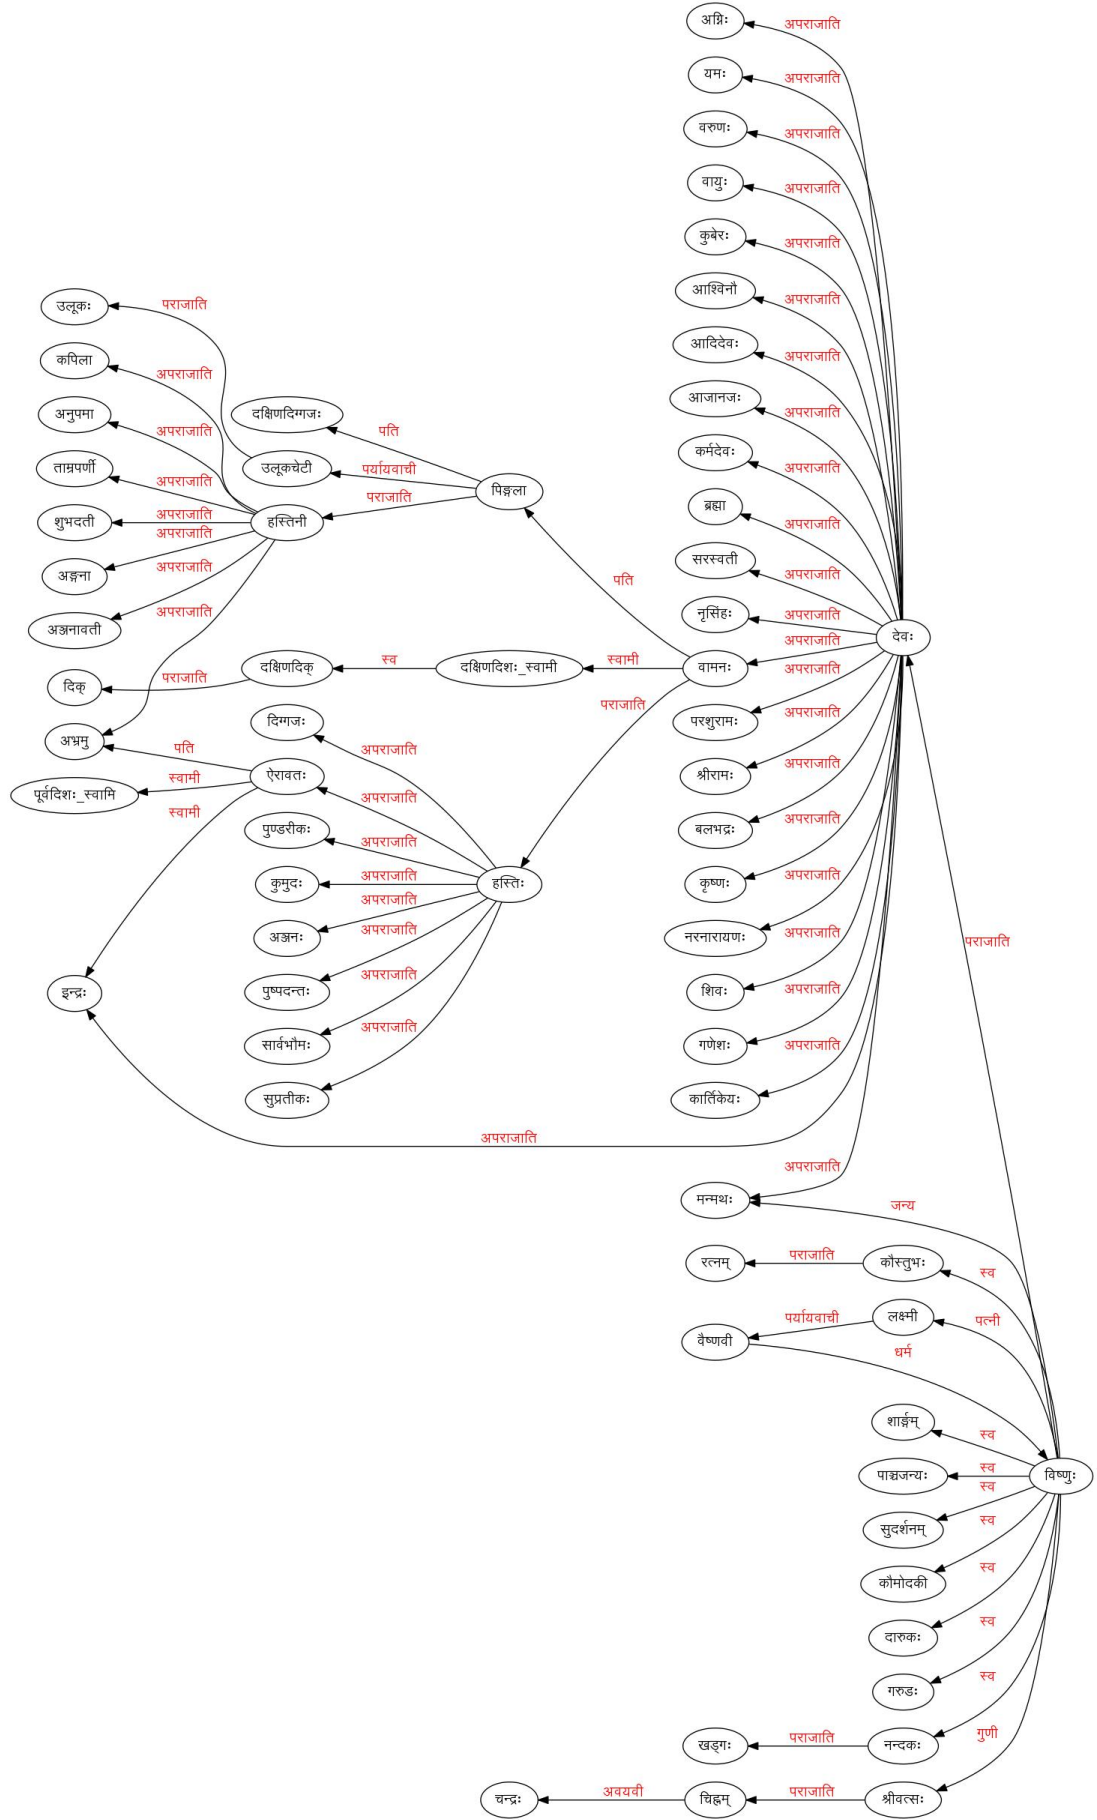 अग्निः
अपराजाति
यमः
अपराजाति
वरुणः
अपराजाति
वायुः
अपराजाति
कुबेरः
अपराजाति
आश्विनौ
अपराजाति
आदिदेवः
अपराजाति
आजानजः
अपराजाति
कर्मदेवः
अपराजाति
ब्रह्मा
अपराजाति
सरस्वती
अपराजाति
नृसिंहः
अपराजाति
देवः
वामनः
अपराजाति
परशुरामः
अपराजाति
श्रीरामः
अपराजाति
बलभद्रः
अपराजाति
कृष्णः
अपराजाति
नरनारायणः
अपराजाति
शिवः
अपराजाति
गणेशः
अपराजाति
कार्तिकेयः
अपराजाति
उलूकः
पराजाति
कपिला
अपराजाति
अनुपमा
अपराजाति
ताम्रपर्णी
अपराजाति
शुभदती
अपराजाति
अङ्गना
अपराजाति
अञ्जनावती
अपराजाति
अपराजाति
दक्षिणदिग्गजः
पति
उलूकचेटी
पर्यायवाची
पिङ्गला
हस्तिनी
पराजाति
पति
दिक्
पराजाति
दक्षिणदिक्
स्व
दक्षिणदिशः_स्वामी
स्वामी
पराजाति
अभ्रमु
पति
पूर्वदिशः_स्वामि
स्वामी
स्वामी
ऐरावतः
दिग्गजः
अपराजाति
अपराजाति
पुण्डरीकः
अपराजाति
कुमुदः
अपराजाति
हस्तिः
अञ्जनः
अपराजाति
पुष्पदन्तः
अपराजाति
सार्वभौमः
अपराजाति
सुप्रतीकः
अपराजाति
इन्द्रः
अपराजाति
पराजाति
मन्मथः
अपराजाति
जन्य
रत्नम्
पराजाति
कौस्तुभः
स्व
वैष्णवी
पर्यायवाची
लक्ष्मी
पत्नी
धर्म
शार्ङ्गम्
स्व
पाञ्चजन्यः
स्व
विष्णुः
सुदर्शनम्
स्व
कौमोदकी
स्व
दारुकः
स्व
गरुडः
स्व
खड्गः
पराजाति
नन्दकः
स्व
चन्द्रः
अवयवी
चिह्नम्
पराजाति
श्रीवत्सः
गुणी